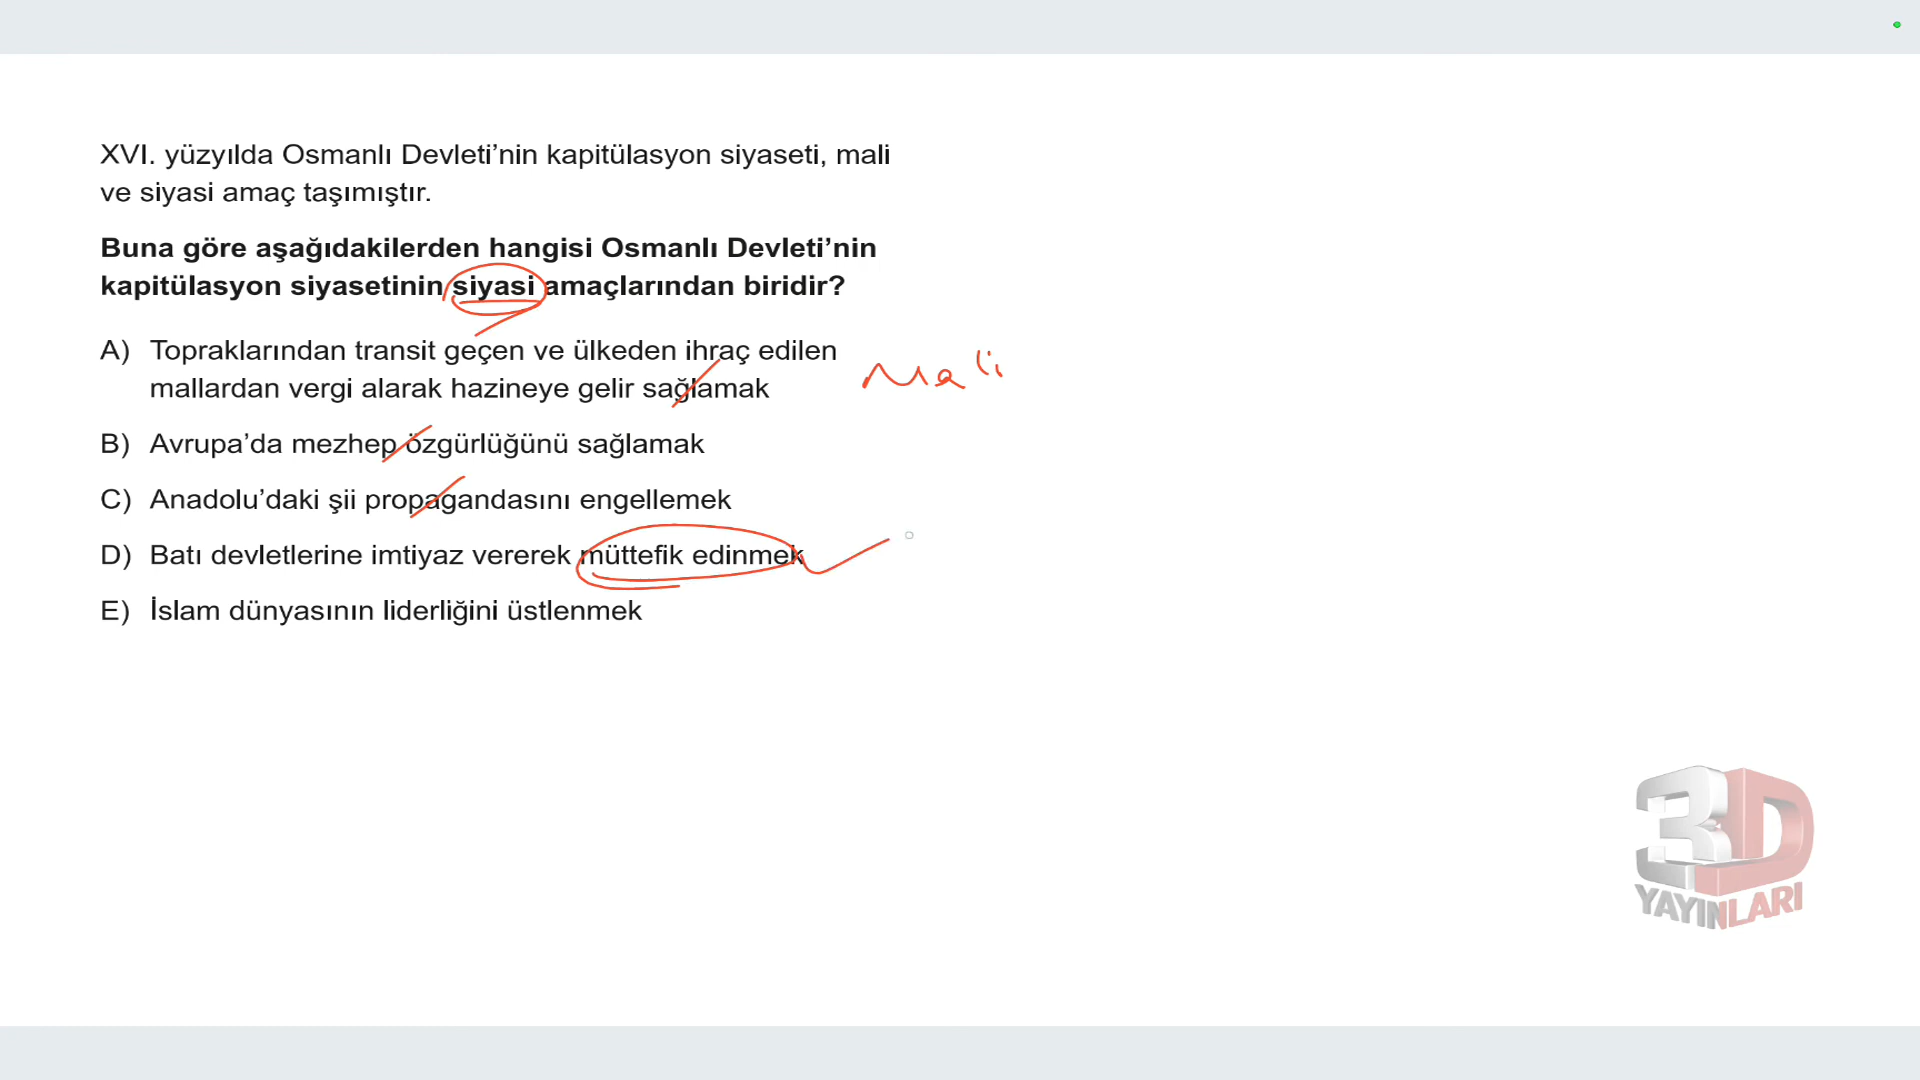 XVI. yüzyılda Osmanlı Devleti’nin kapitülasyon siyaseti, mali
ve siyasi amaç taşımıştır.
Buna göre aşağıdakilerden hangisi Osmanlı Devleti’nin
kapitülasyon siyasetinin siyasi amaçlarından biridir?
A) Topraklarından transit geçen ve ülkeden ihraç edilen
mallardan vergi alarak hazineye gelir sağlamak
Mali
B) Avrupa’da mezhep özgürlüğünü sağlamak
C) Anadolu’daki şii propagandasını engellemek
D) Batı devletlerine imtiyaz vererek müttefik edinmek
E) İslam dünyasının liderliğini üstlenmek
3D
YAYINLARI